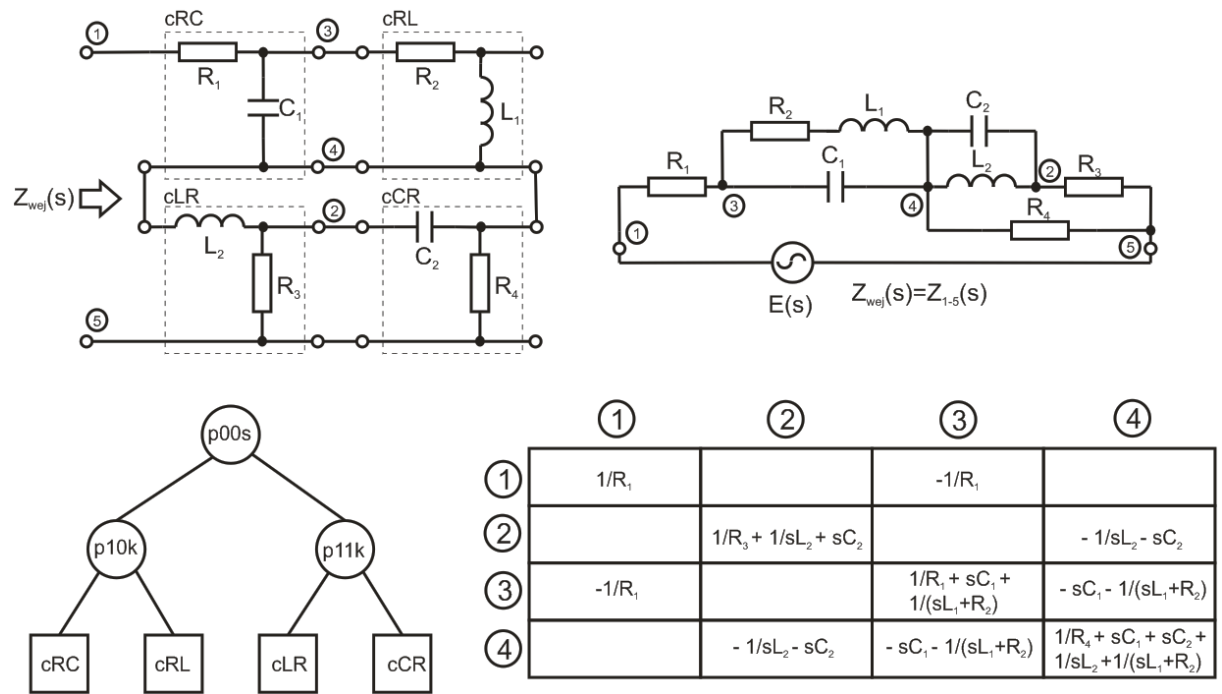 cRC
cRL
① ③
R₁ R₂
C₁ L₁
④
Z_wej(s)
cLR ② cCR
L₂ C₂
R₃ R₄
⑤
R₂ L₁ C₂
R₁ C₁ L₂ ② R₃
③ ④ R₄
① ⑤
E(s) Z_wej(s)=Z₁₋₅(s)
p00s
p10k p11k
cRC cRL cLR cCR
① ② ③ ④
① 1/R₁ -1/R₁
② 1/R₃ + 1/sL₂ + sC₂ - 1/sL₂ - sC₂
③ -1/R₁ 1/R₁ + sC₁ + 1/(sL₁+R₂) - sC₁ - 1/(sL₁+R₂)
④ - 1/sL₂ - sC₂ - sC₁ - 1/(sL₁+R₂) 1/R₄ + sC₁ + sC₂ + 1/sL₂ +1/(sL₁+R₂)